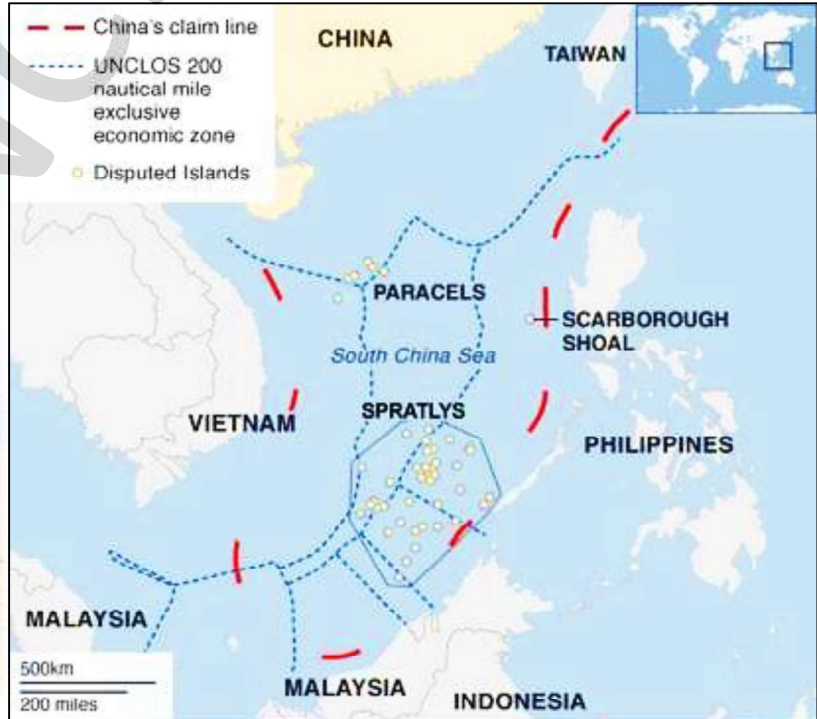 China's claim line
UNCLOS 200
nautical mile
exclusive
economic zone
Disputed Islands
CHINA
TAIWAN
PARACELS
SCARBOROUGH
SHOAL
South China Sea
SPRATLYS
VIETNAM
PHILIPPINES
MALAYSIA
500km
200 miles
MALAYSIA
INDONESIA